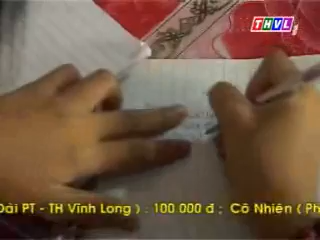 THVL
Đài PT - TH Vĩnh Long ) : 100 000 đ ; Cô Nhiên ( Ph